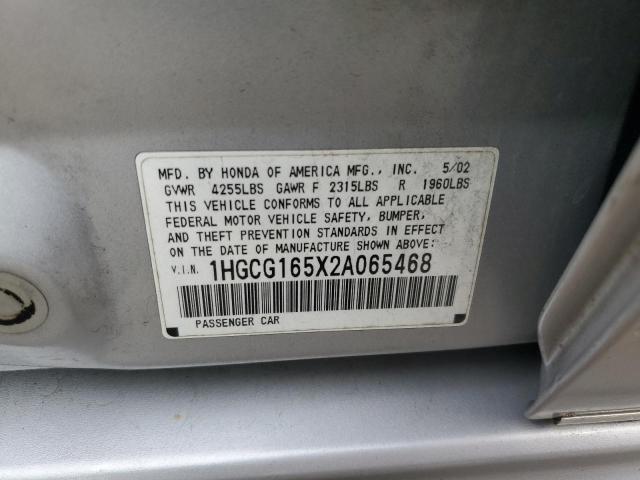 MFD. BY HONDA OF AMERICA MFG., INC. 5/02
GVWR 4255LBS GAWR F 2315LBS R 1960LBS
THIS VEHICLE CONFORMS TO ALL APPLICABLE
FEDERAL MOTOR VEHICLE SAFETY, BUMPER,
AND THEFT PREVENTION STANDARDS IN EFFECT
ON THE DATE OF MANUFACTURE SHOWN ABOVE:
V.I.N. 1HGCG165X2A065468
PASSENGER CAR